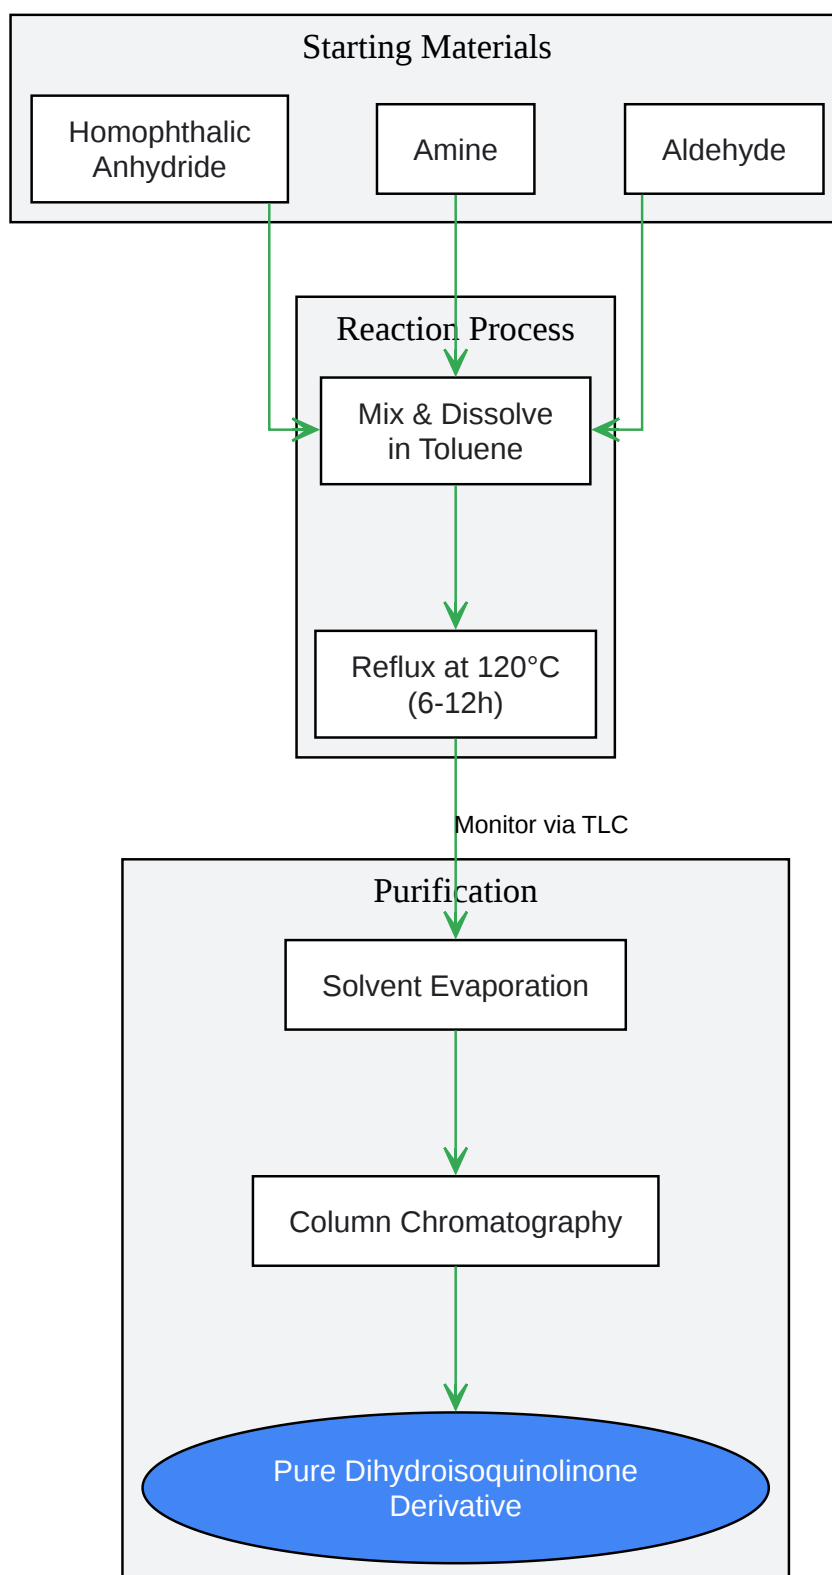 Starting Materials
Homophthalic
Anhydride
Amine
Aldehyde
Reaction Process
Mix & Dissolve
in Toluene
Reflux at 120°C
(6-12h)
Monitor via TLC
Purification
Solvent Evaporation
Column Chromatography
Pure Dihydroisoquinolinone
Derivative